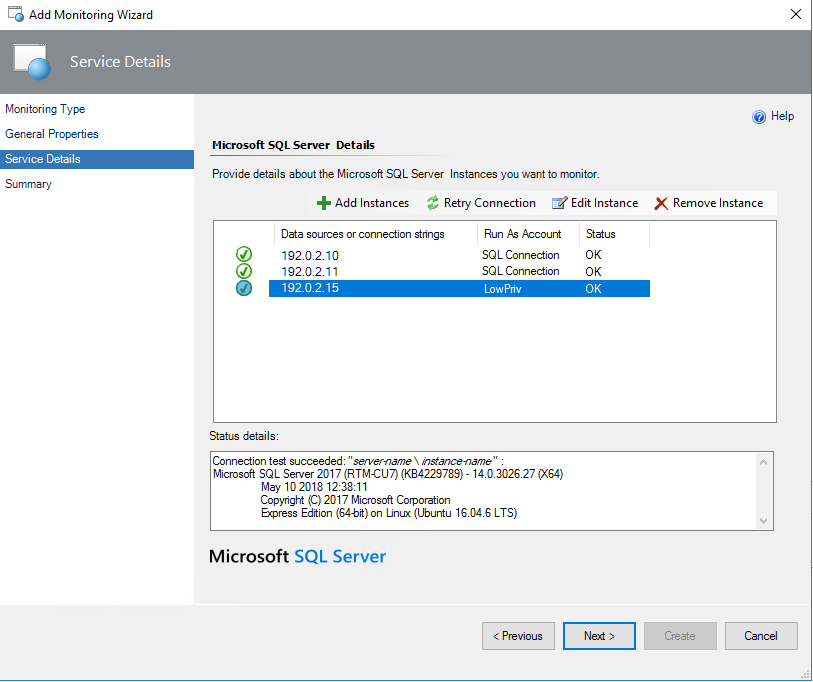 Add Monitoring Wizard
Service Details
Monitoring Type
General Properties
Service Details
Summary
Help
Microsoft SQL Server Details
Provide details about the Microsoft SQL Server Instances you want to monitor.
Add Instances Retry Connection Edit Instance Remove Instance
Data sources or connection strings Run As Account Status
192.0.2.10 SQL Connection OK
192.0.2.11 SQL Connection OK
192.0.2.15 LowPriv OK
Status details:
Connection test succeeded: "server-name \ instance-name" :
Microsoft SQL Server 2017 (RTM-CU7) (KB4229789) - 14.0.3026.27 (X64)
May 10 2018 12:38:11
Copyright (C) 2017 Microsoft Corporation
Express Edition (64-bit) on Linux (Ubuntu 16.04.6 LTS)
Microsoft SQL Server
< Previous Next > Create Cancel